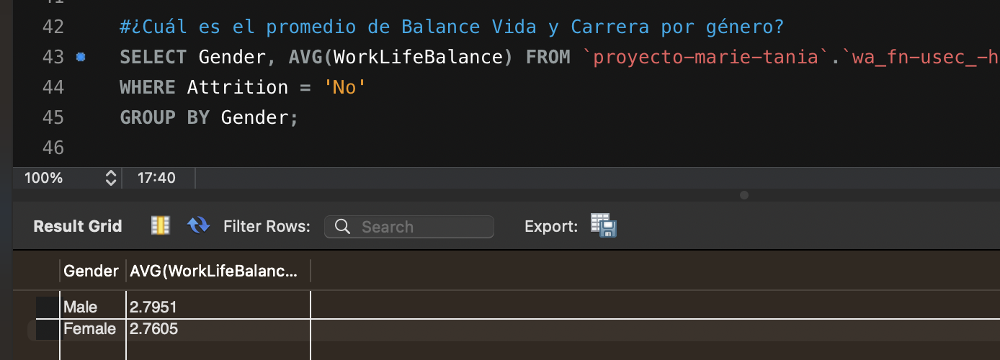 42 #¿Cuál es el promedio de Balance Vida y Carrera por género?
43 SELECT Gender, AVG(WorkLifeBalance) FROM `proyecto-marie-tania`.`wa_fn-usec_-h
44 WHERE Attrition = 'No'
45 GROUP BY Gender;
46
100% 17:40
Result Grid Filter Rows: Search Export:
Gender AVG(WorkLifeBalanc...
Male 2.7951
Female 2.7605